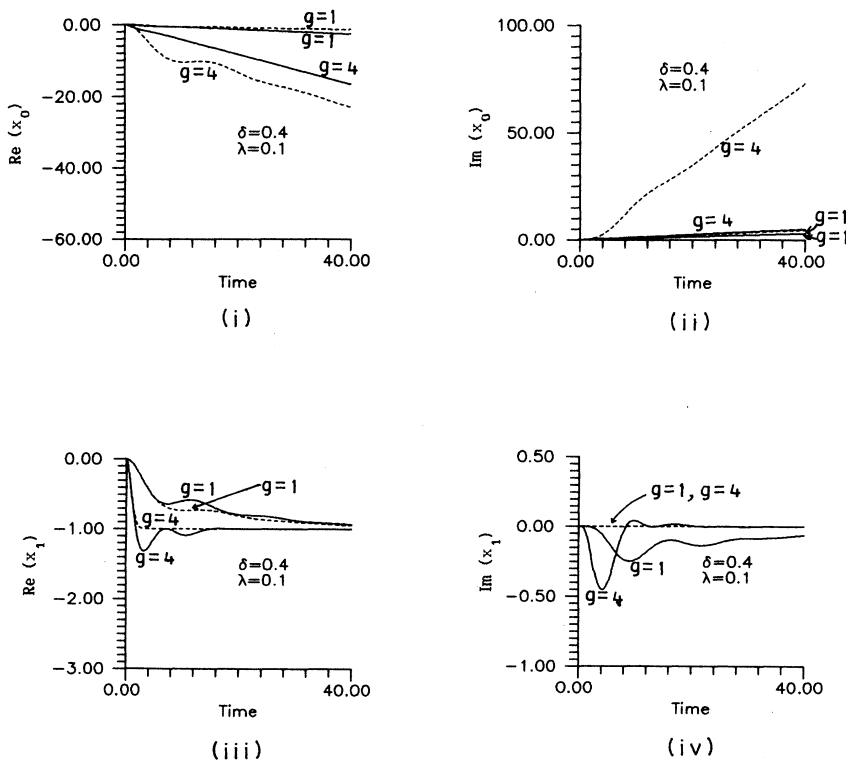 0.00
−20.00
−40.00
−60.00
Re (x0)
g=1
g=1
g=4
g=4
δ=0.4
λ=0.1
0.00
40.00
Time
(i)
100.00
50.00
0.00
Im (x0)
δ=0.4
λ=0.1
g=4
g=4
g=1
g=1
0.00
40.00
Time
(ii)
0.00
−1.00
−2.00
−3.00
Re (x1)
g=1
g=1
g=4
g=4
δ=0.4
λ=0.1
0.00
40.00
Time
(iii)
0.50
0.00
−0.50
−1.00
Im (x1)
g=1, g=4
g=1
g=4
δ=0.4
λ=0.1
0.00
40.00
Time
(iv)